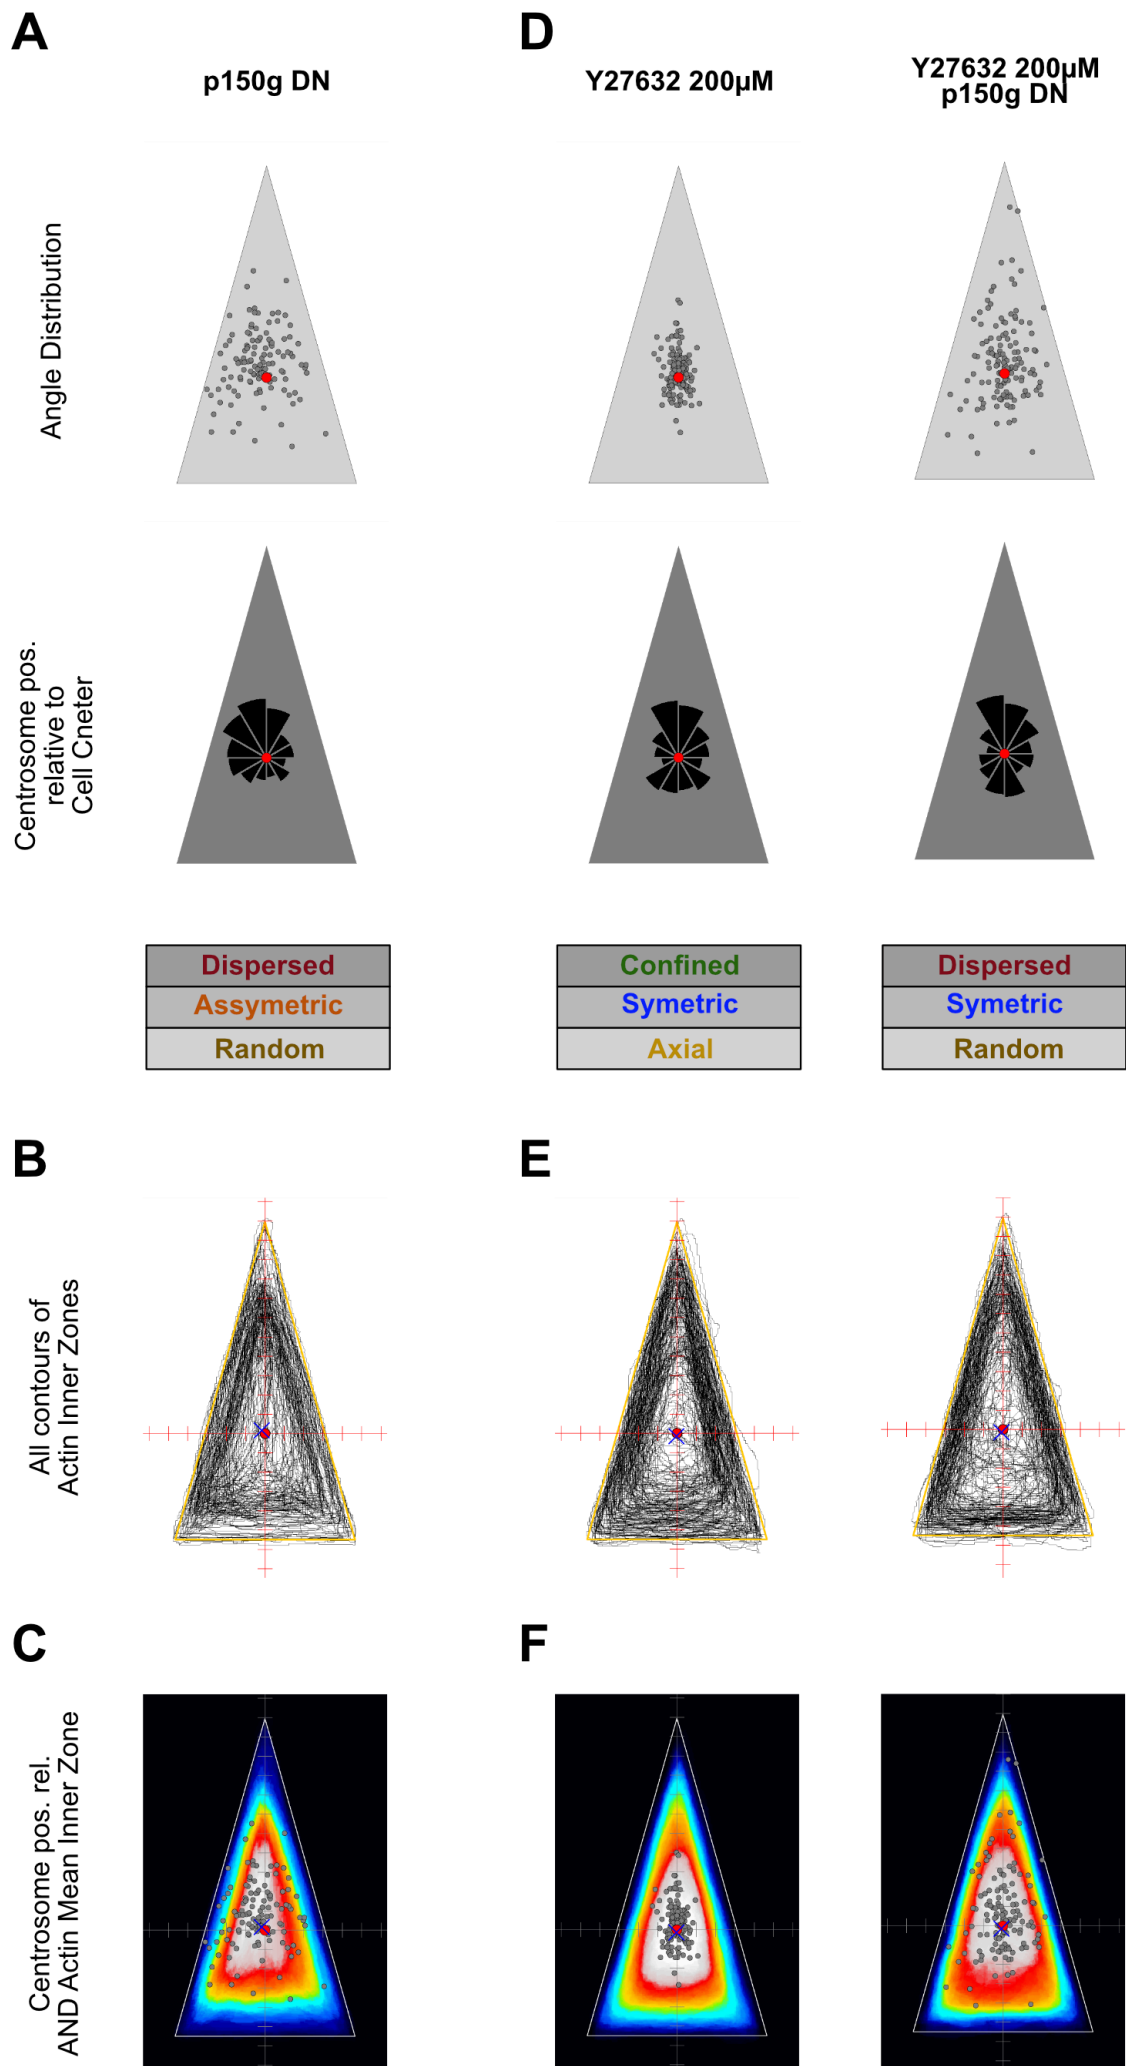 A
D
p150g DN
Y27632 200µM
Y27632 200µM
p150g DN
Angle Distribution
Centrosome pos.
relative to
Cell Cneter
Dispersed
Assymetric
Random
Confined
Symetric
Axial
Dispersed
Symetric
Random
B
E
All contours of
Actin Inner Zones
C
F
Centrosome pos. rel.
AND Actin Mean Inner Zone